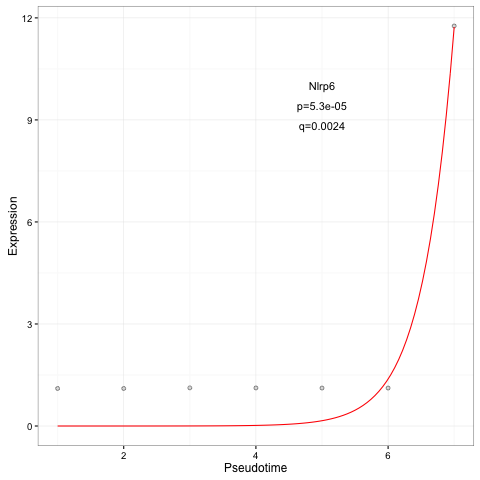 12
Nlrp6
p=5.3e-05
q=0.0024
9
Expression
6
3
0
2 4 6
Pseudotime